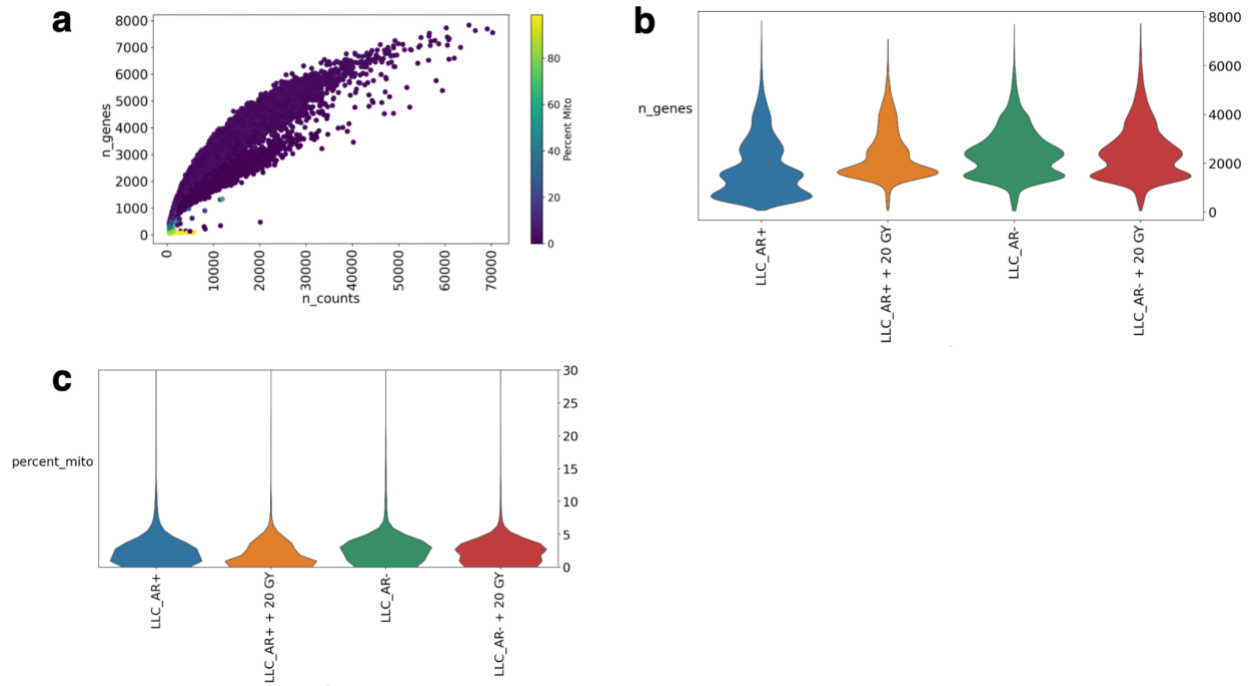 a
8000
7000
6000
5000
4000
3000
2000
1000
0
n_genes
0
10000
20000
30000
40000
50000
60000
70000
n_counts
80
60
40
20
0
Percent Mito
b
n_genes
8000
6000
4000
2000
0
LLC_AR+
LLC_AR+ + 20 GY
LLC_AR-
LLC_AR- + 20 GY
c
percent_mito
30
25
20
15
10
5
0
LLC_AR+
LLC_AR+ + 20 GY
LLC_AR-
LLC_AR- + 20 GY